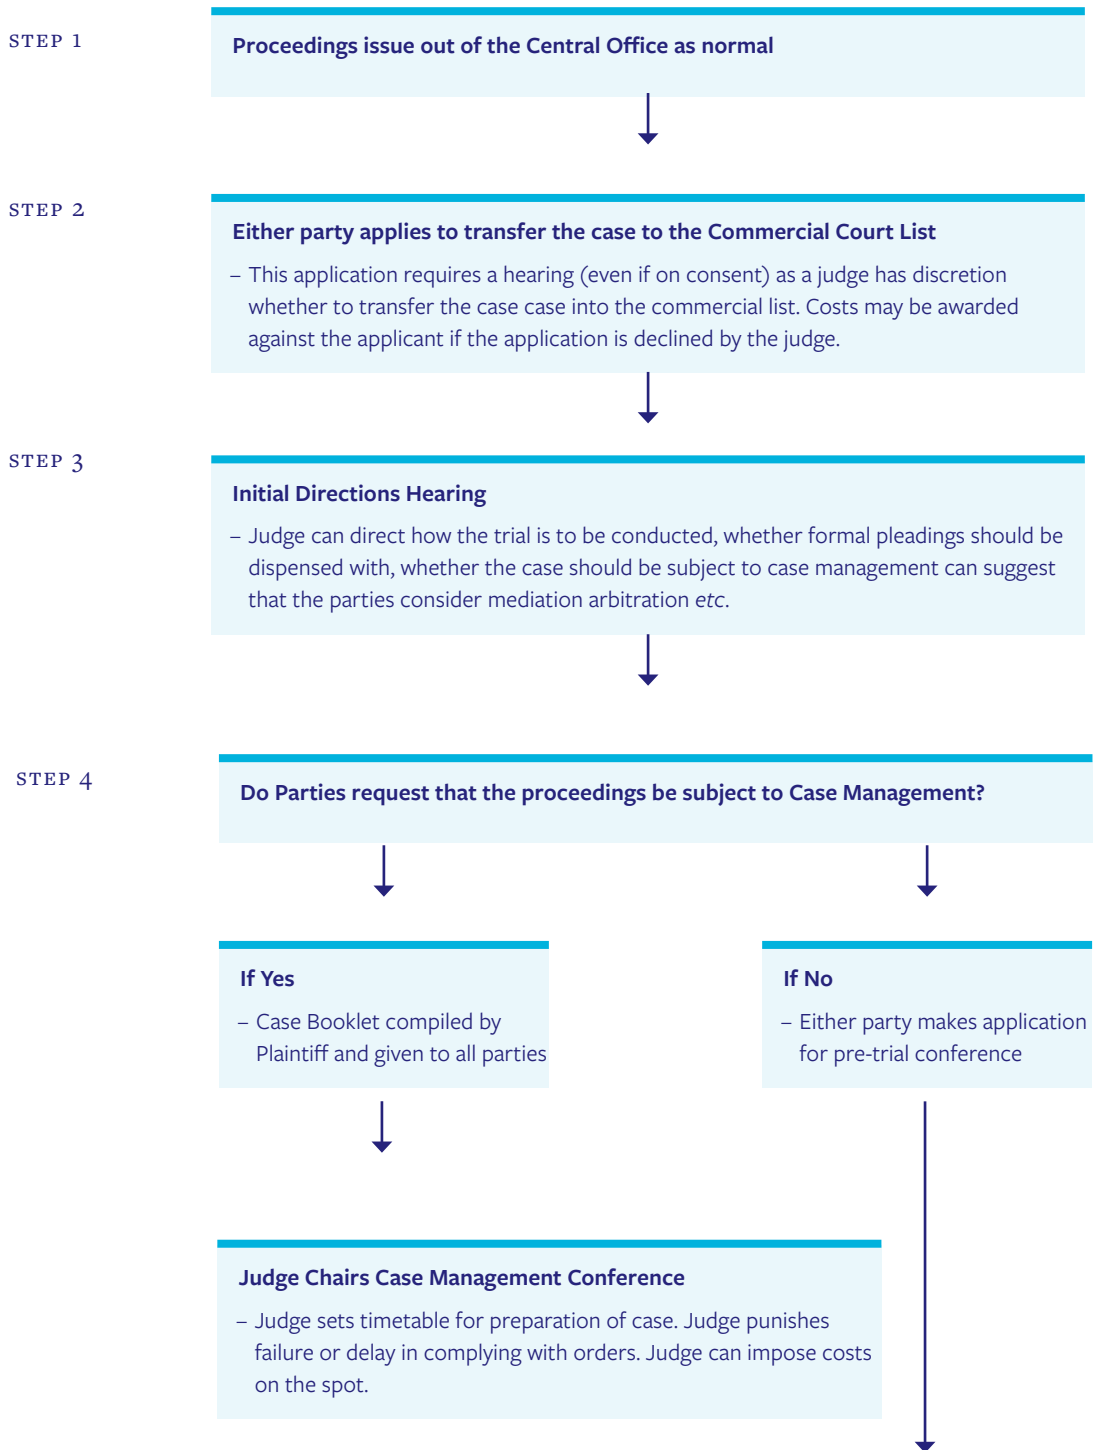 STEP 1
Proceedings issue out of the Central Office as normal
STEP 2
Either party applies to transfer the case to the Commercial Court List
– This application requires a hearing (even if on consent) as a judge has discretion
whether to transfer the case case into the commercial list. Costs may be awarded
against the applicant if the application is declined by the judge.
STEP 3
Initial Directions Hearing
– Judge can direct how the trial is to be conducted, whether formal pleadings should be
dispensed with, whether the case should be subject to case management can suggest
that the parties consider mediation arbitration etc.
STEP 4
Do Parties request that the proceedings be subject to Case Management?
If Yes
– Case Booklet compiled by
Plaintiff and given to all parties
If No
– Either party makes application
for pre-trial conference
Judge Chairs Case Management Conference
– Judge sets timetable for preparation of case. Judge punishes
failure or delay in complying with orders. Judge can impose costs
on the spot.